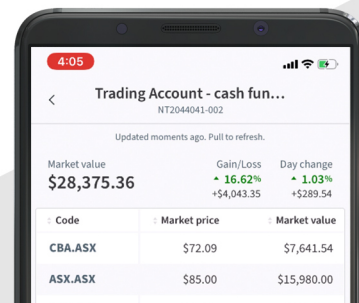 4:05
Trading Account - cash fun...
NT2044041-002
Updated moments ago. Pull to refresh.
Market value Gain/Loss Day change
$28,375.36 16.62% 1.03%
+$4,043.35 +$289.54
Code Market price Market value
CBA.ASX $72.09 $7,641.54
ASX.ASX $85.00 $15,980.00